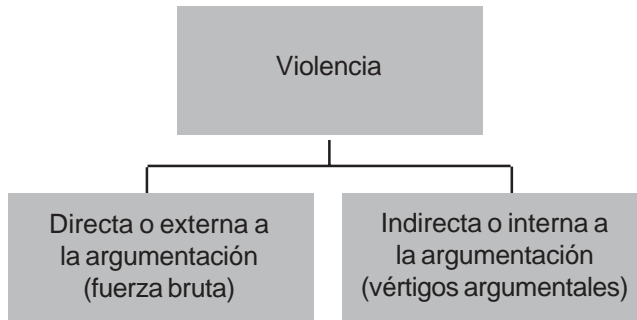 Violencia
Directa o externa a
la argumentación
(fuerza bruta)
Indirecta o interna a
la argumentación
(vértigos argumentales)